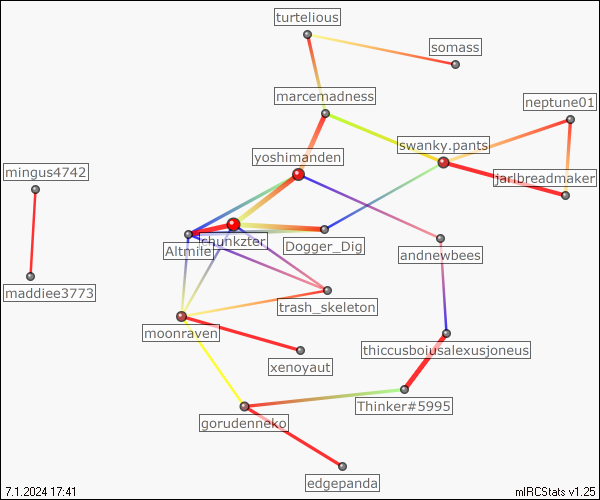 turtelious
somass
marcemadness
neptune01
swanky.pants
yoshimanden
mingus4742
jarlbreadmaker
chunkzter
Dogger_Dig
Altmile
andnewbees
maddiee3773
trash_skeleton
moonraven
thiccusboiusalexusjoneus
xenoyaut
Thinker#5995
gorudenneko
edgepanda
7.1.2024 17:41
mIRCStats v1.25